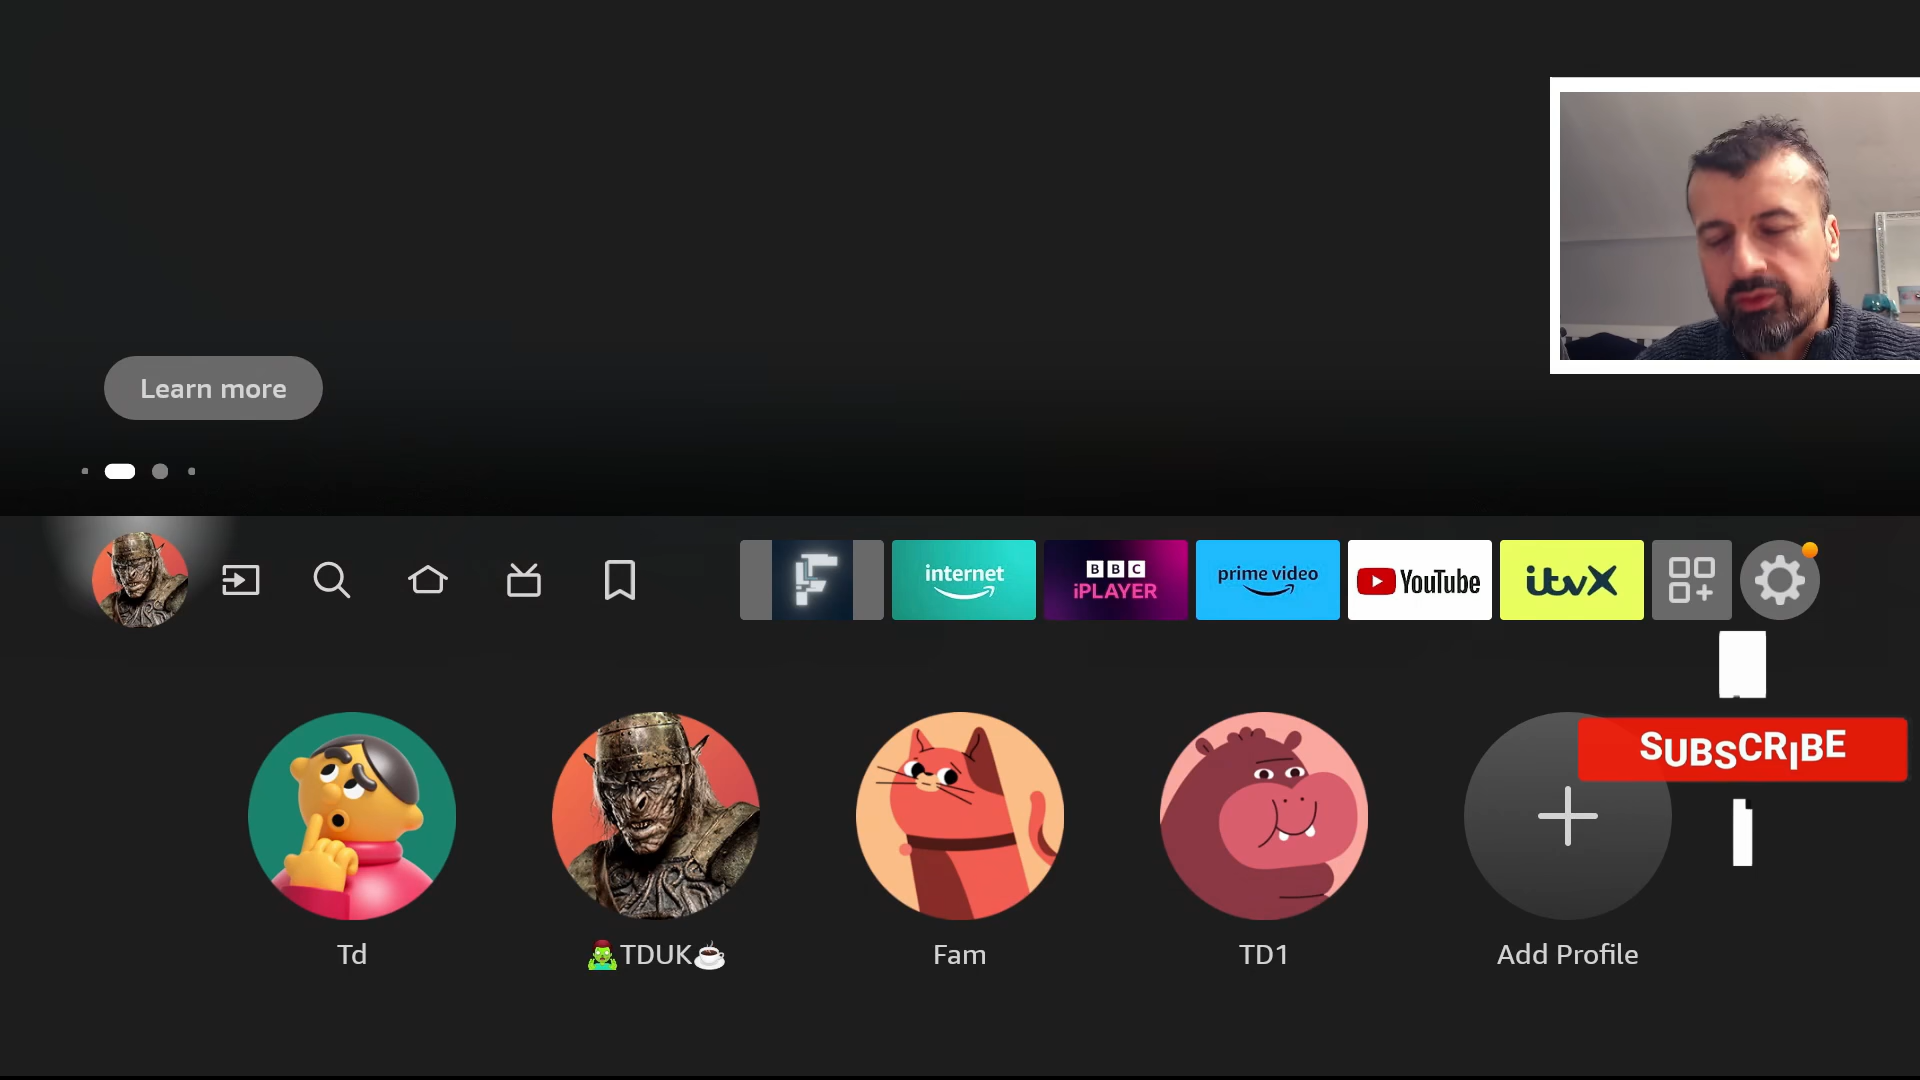 Learn more
internet
BBC
iPLAYER
prime video
YouTube
itvX
SUBSCRIBE
Td
TDUK
Fam
TD1
Add Profile